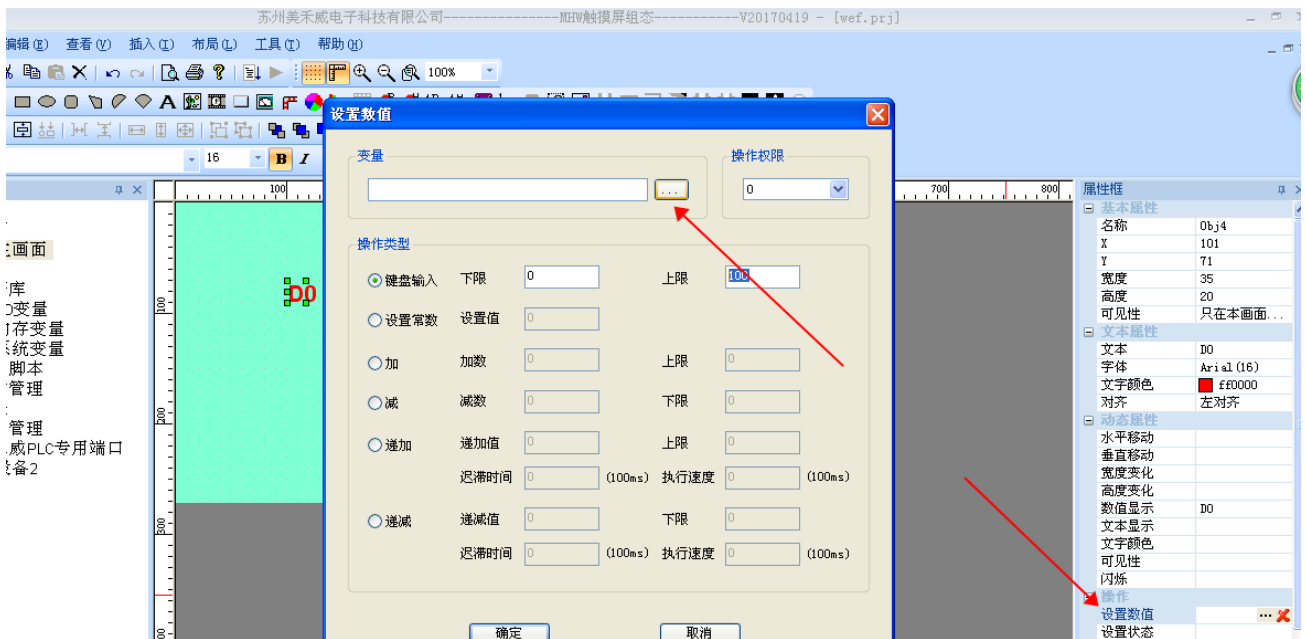 苏州美禾威电子科技有限公司----------------MHW触摸屏组态------------V20170419 - [wef.prj]
编辑(E) 查看(V) 插入(I) 布局(L) 工具(T) 帮助(H)
100%
16 B I
设置数值
变量
操作权限
0
操作类型
键盘输入 下限 0 上限 100
设置常数 设置值 0
加 加数 0 上限 0
减 减数 0 下限 0
递加 递加值 0 上限 0
迟滞时间 0 (100ms) 执行速度 0 (100ms)
递减 递减值 0 下限 0
迟滞时间 0 (100ms) 执行速度 0 (100ms)
确定 取消
画面
库
变量
存变量
系统变量
脚本
管理
管理
威PLC专用端口
设备2
100
700
800
100
200
300
D0
属性框
基本属性
名称 Obj4
X 101
Y 71
宽度 35
高度 20
可见性 只在本画面...
文本属性
文本 D0
字体 Arial(16)
文字颜色 ff0000
对齐 左对齐
动态属性
水平移动
垂直移动
宽度变化
高度变化
数值显示 D0
文本显示
文字颜色
可见性
闪烁
操作
设置数值 ...
设置状态